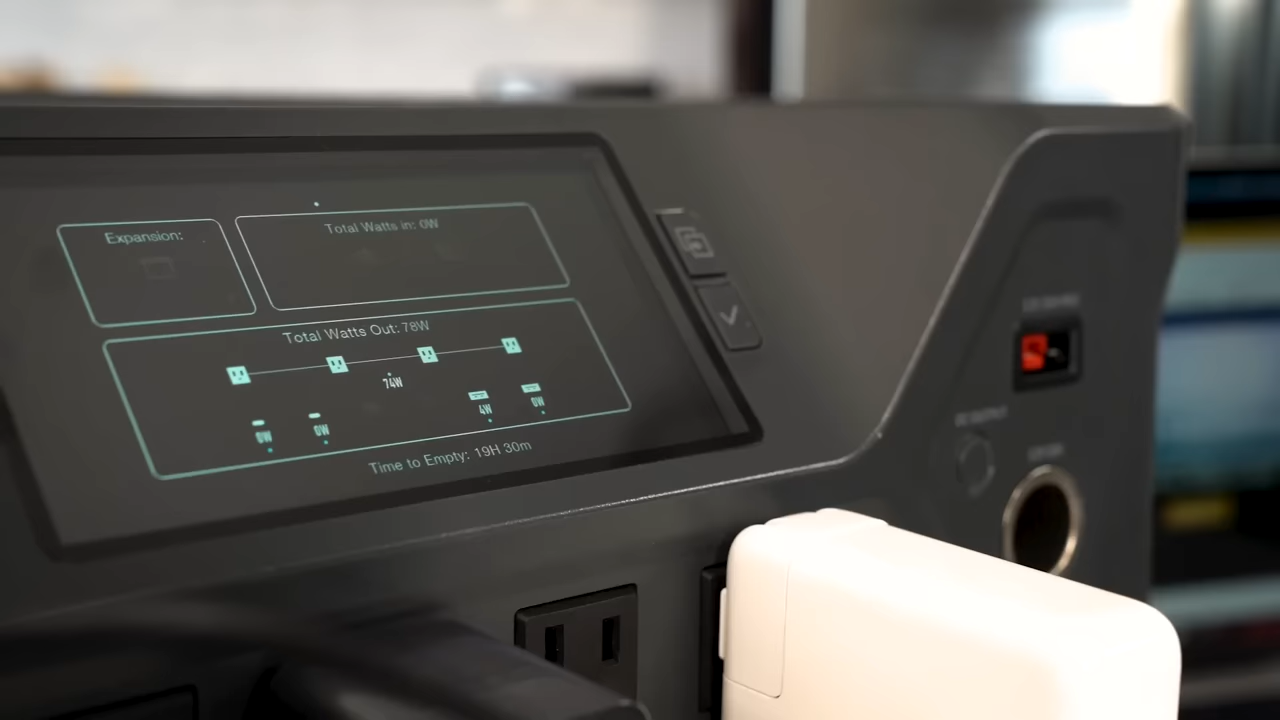 Expansion:
Total Watts in: 0W
Total Watts Out: 78W
74W
0W
0W
4W
0W
Time to Empty: 19H 30m